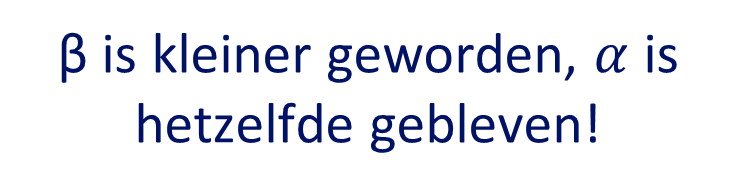 β is kleiner geworden, 𝛼 is
hetzelfde gebleven!